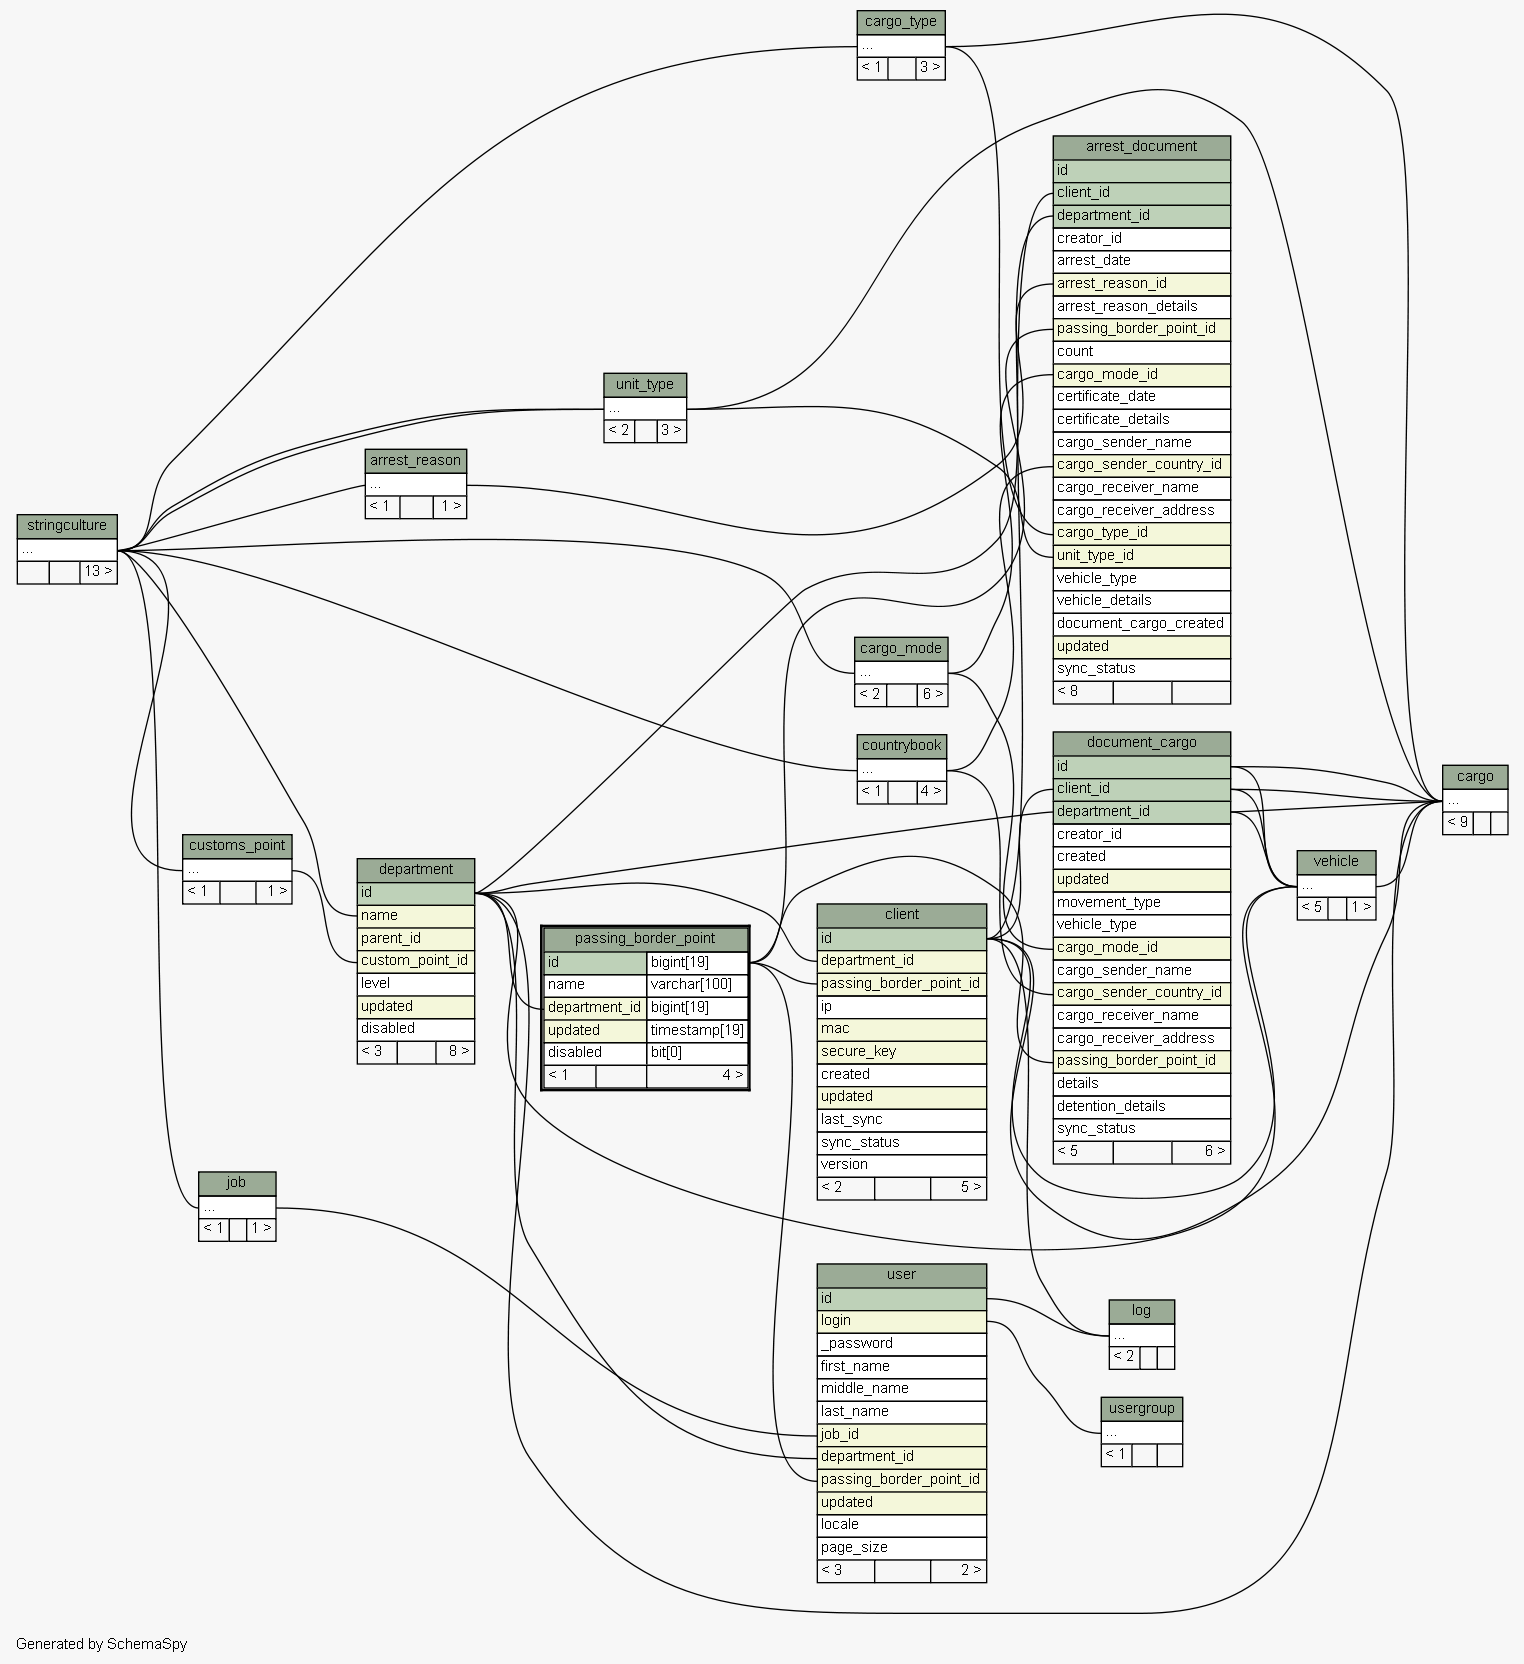 cargo_type
...
< 1 3 >
arrest_document
id
client_id
department_id
creator_id
arrest_date
arrest_reason_id
arrest_reason_details
passing_border_point_id
count
cargo_mode_id
certificate_date
certificate_details
cargo_sender_name
cargo_sender_country_id
cargo_receiver_name
cargo_receiver_address
cargo_type_id
unit_type_id
vehicle_type
vehicle_details
document_cargo_created
updated
sync_status
< 8
unit_type
...
< 2 3 >
arrest_reason
...
< 1 1 >
stringculture
...
13 >
cargo_mode
...
< 2 6 >
countrybook
...
< 1 4 >
document_cargo
id
client_id
department_id
creator_id
created
updated
movement_type
vehicle_type
cargo_mode_id
cargo_sender_name
cargo_sender_country_id
cargo_receiver_name
cargo_receiver_address
passing_border_point_id
details
detention_details
sync_status
< 5 6 >
cargo
...
< 9
vehicle
...
< 5 1 >
customs_point
...
< 1 1 >
department
id
name
parent_id
custom_point_id
level
updated
disabled
< 3 8 >
passing_border_point
id bigint[19]
name varchar[100]
department_id bigint[19]
updated timestamp[19]
disabled bit[0]
< 1 4 >
client
id
department_id
passing_border_point_id
ip
mac
secure_key
created
updated
last_sync
sync_status
version
< 2 5 >
job
...
< 1 1 >
user
id
login
_password
first_name
middle_name
last_name
job_id
department_id
passing_border_point_id
updated
locale
page_size
< 3 2 >
log
...
< 2
usergroup
...
< 1
Generated by SchemaSpy